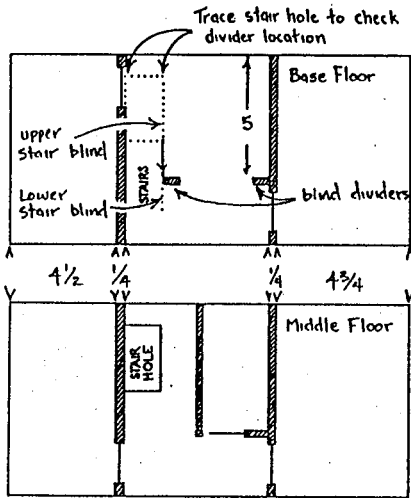 Trace stair hole to check
divider location
Base Floor
5
upper
stair blind
STAIRS
Lower
stair blind
bind dividers
4½ ¼ ¼ 4¾
Middle Floor
STAIR
HOLE